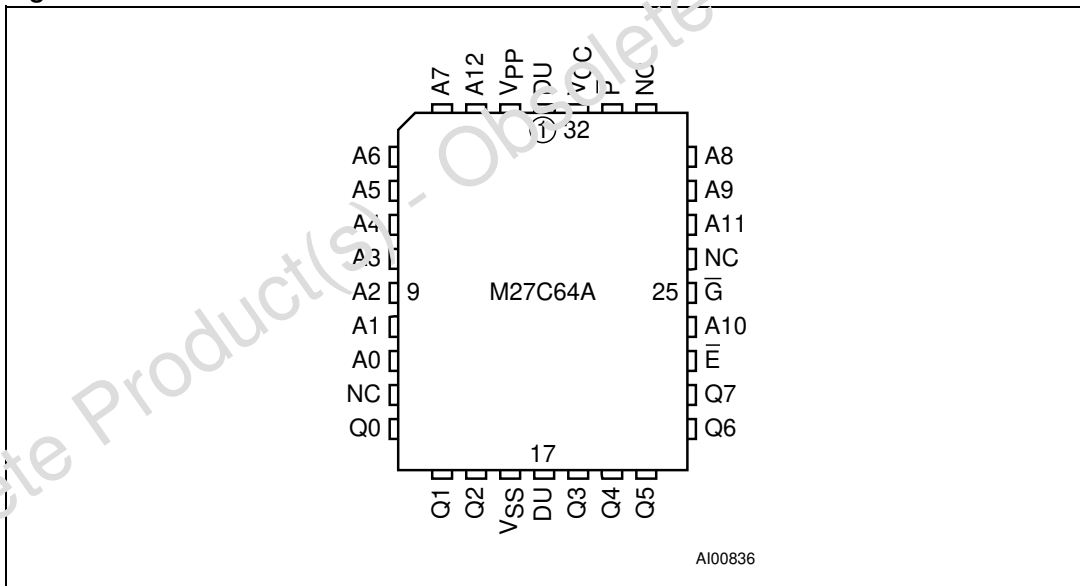 A7 A12 VPP DU VCC P̅ NC
1 32
A6 A8
A5 A9
A4 A11
A3 NC
A2 9 M27C64A 25 G̅
A1 A10
A0 E̅
NC Q7
Q0 Q6
17
Q1 Q2 VSS DU Q3 Q4 Q5
AI00836
Obsolete Product(s) - Obsolete